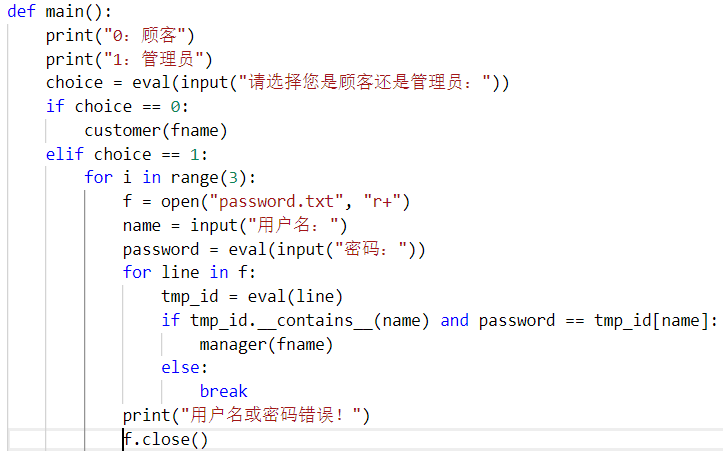 def main():
    print("0：顾客")
    print("1：管理员")
    choice = eval(input("请选择您是顾客还是管理员："))
    if choice == 0:
        customer(fname)
    elif choice == 1:
        for i in range(3):
            f = open("password.txt", "r+")
            name = input("用户名：")
            password = eval(input("密码："))
            for line in f:
                tmp_id = eval(line)
                if tmp_id.__contains__(name) and password == tmp_id[name]:
                    manager(fname)
                else:
                    break
            print("用户名或密码错误！")
            f.close()